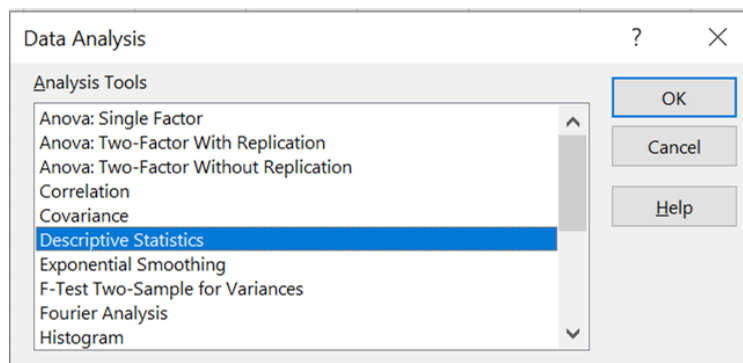 Data Analysis
?
Analysis Tools
Anova: Single Factor
Anova: Two-Factor With Replication
Anova: Two-Factor Without Replication
Correlation
Covariance
Descriptive Statistics
Exponential Smoothing
F-Test Two-Sample for Variances
Fourier Analysis
Histogram
OK
Cancel
Help